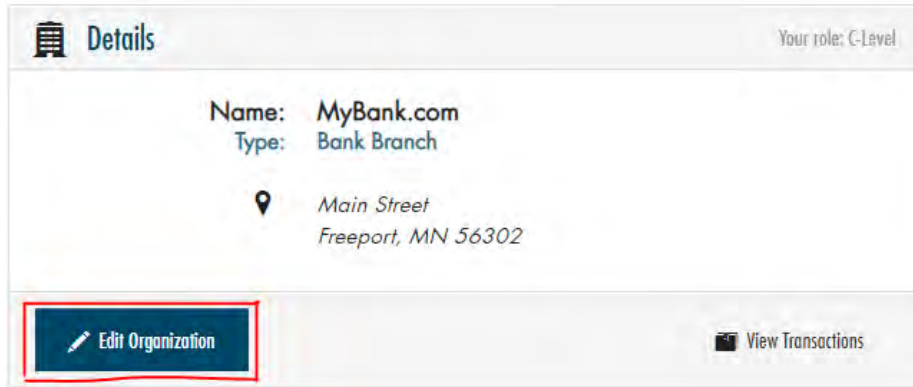 Details
Your role: C-Level
Name: MyBank.com
Type: Bank Branch
Main Street
Freeport, MN 56302
Edit Organization
View Transactions